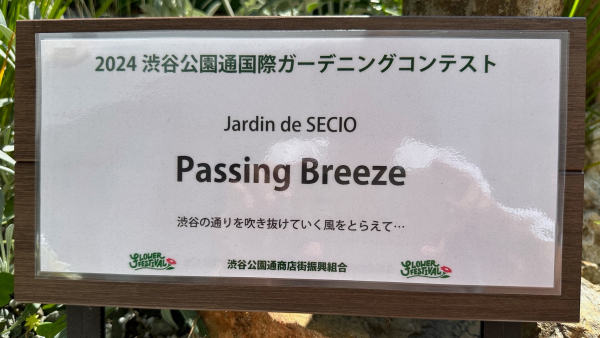 2024 渋谷公園通国際ガーデニングコンテスト
Jardin de SECIO
Passing Breeze
渋谷の通りを吹き抜けていく風をとらえて…
FLOWER FESTIVAL 渋谷公園通商店街振興組合 FLOWER FESTIVAL